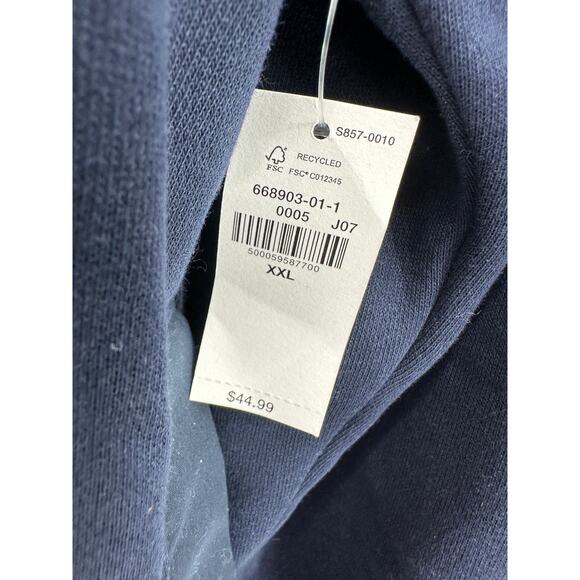 S857-0010
RECYCLED
FSC FSC® C012345
668903-01-1
0005 J07
500059587700
XXL
$44.99